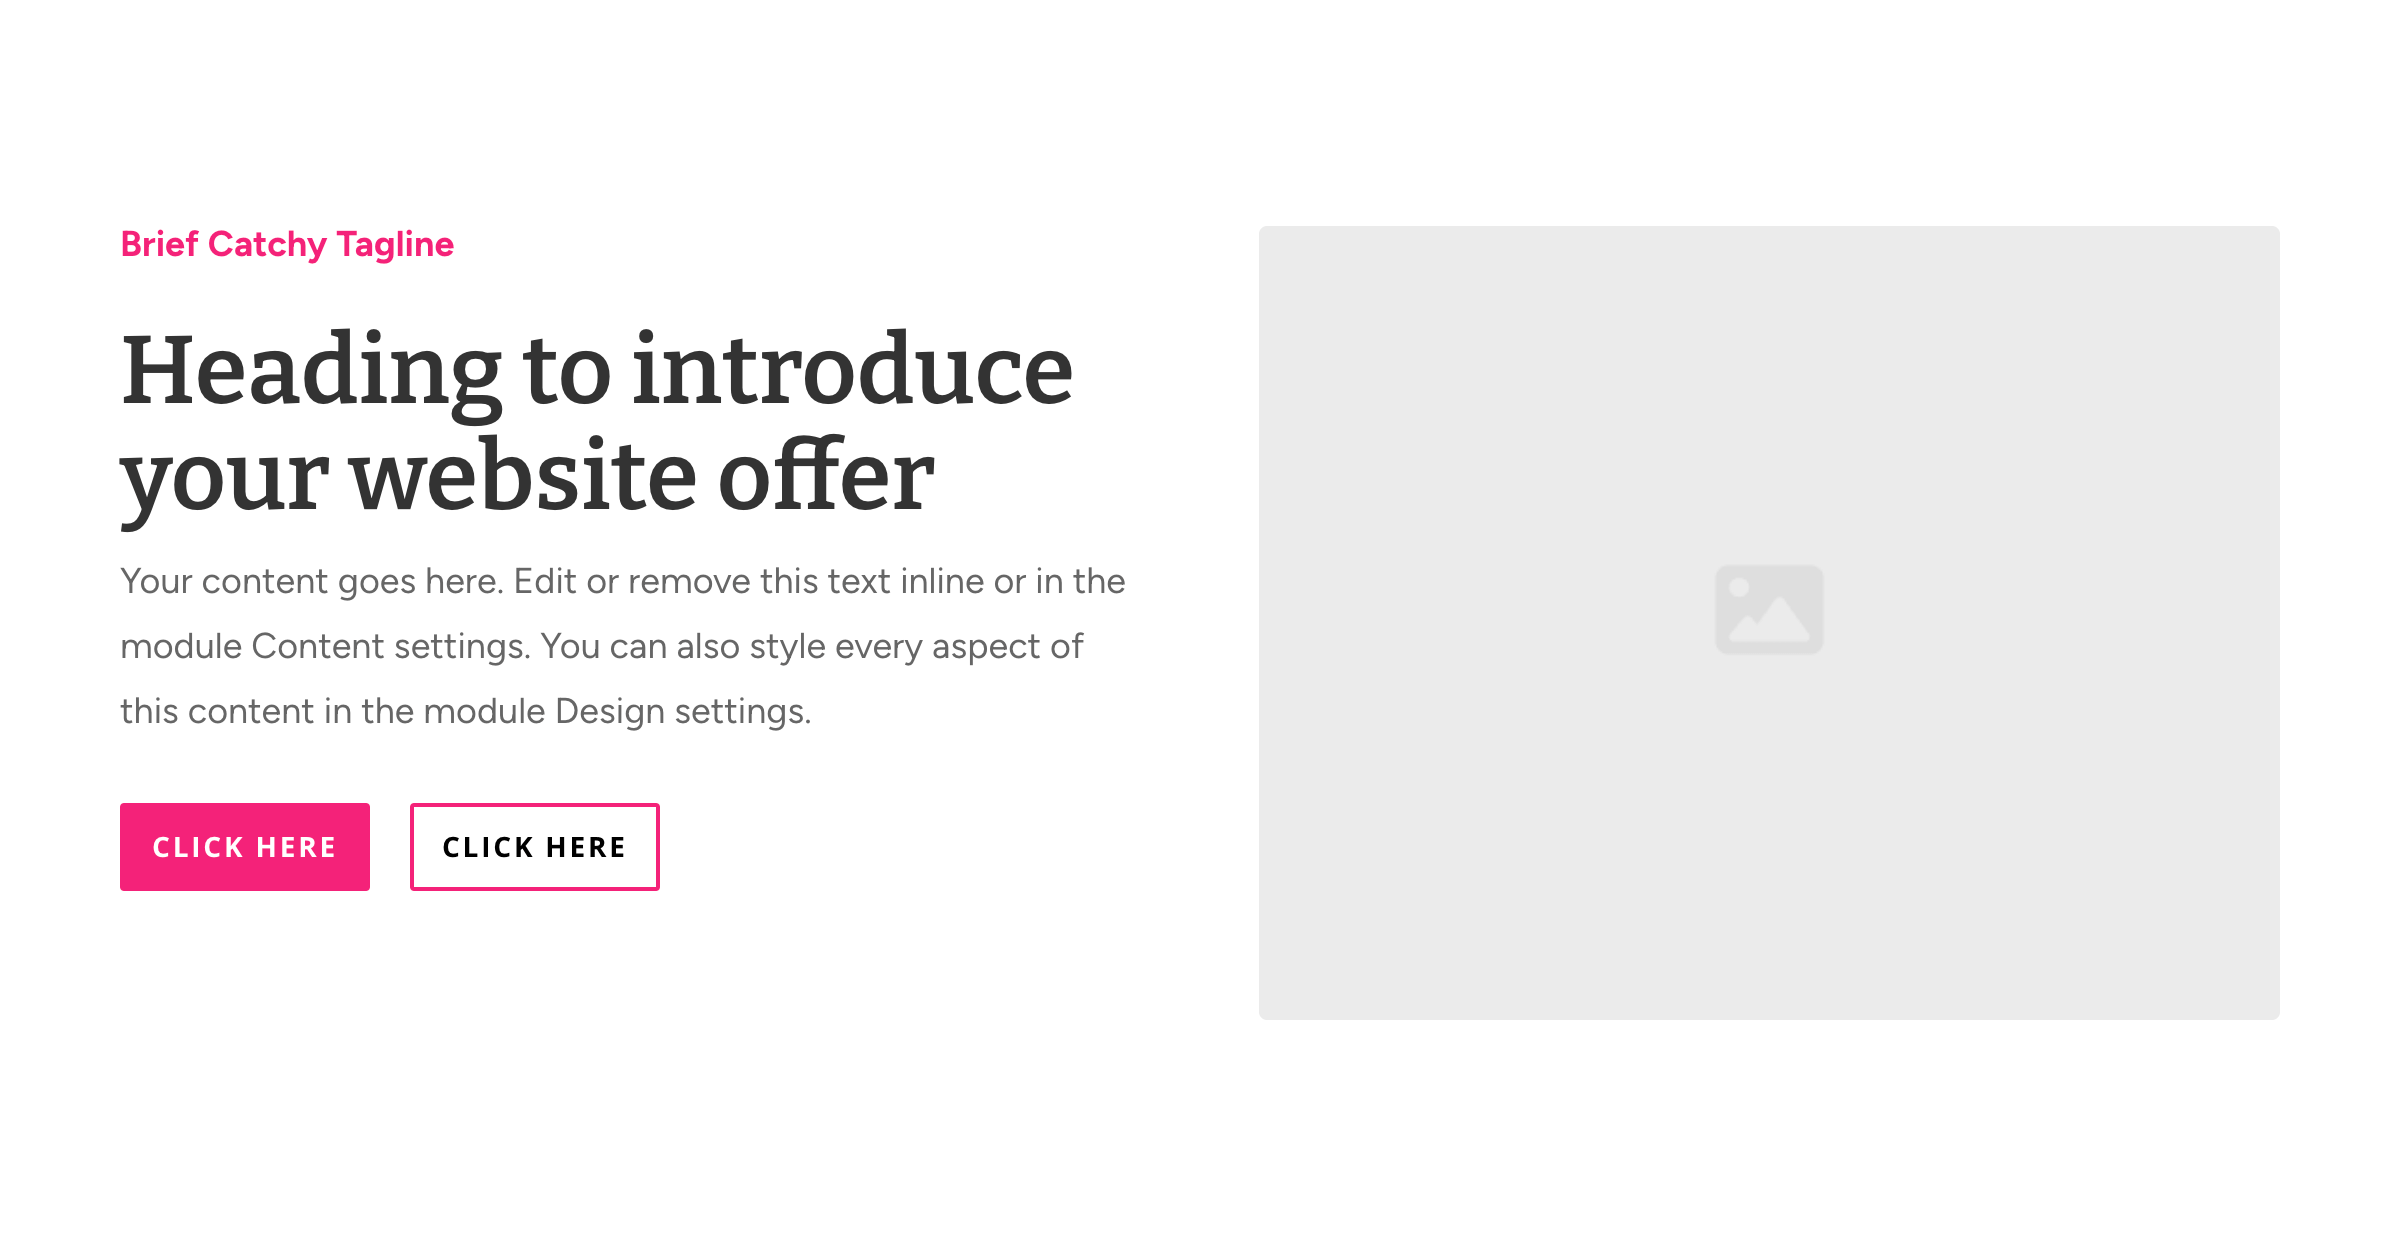 Brief Catchy Tagline
Heading to introduce
your website offer
Your content goes here. Edit or remove this text inline or in the
module Content settings. You can also style every aspect of
this content in the module Design settings.
CLICK HERE
CLICK HERE